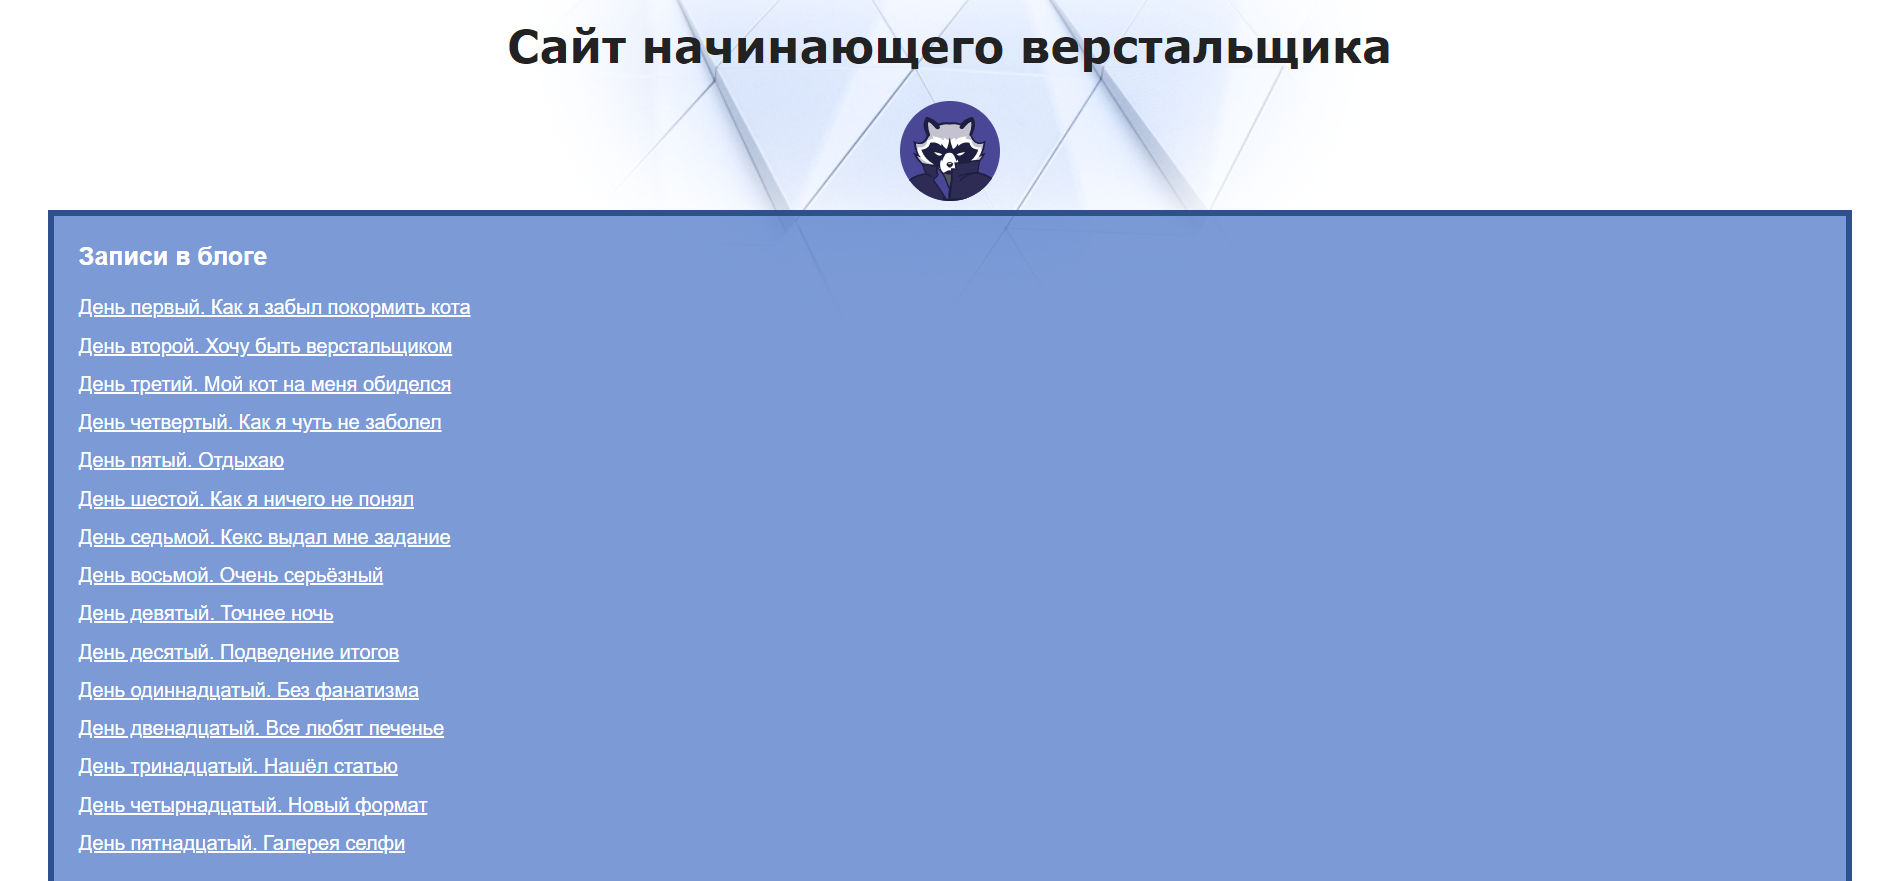 Сайт начинающего верстальщика
Записи в блоге
День первый. Как я забыл покормить кота
День второй. Хочу быть верстальщиком
День третий. Мой кот на меня обиделся
День четвертый. Как я чуть не заболел
День пятый. Отдыхаю
День шестой. Как я ничего не понял
День седьмой. Кекс выдал мне задание
День восьмой. Очень серьёзный
День девятый. Точнее ночь
День десятый. Подведение итогов
День одиннадцатый. Без фанатизма
День двенадцатый. Все любят печенье
День тринадцатый. Нашёл статью
День четырнадцатый. Новый формат
День пятнадцатый. Галерея селфи